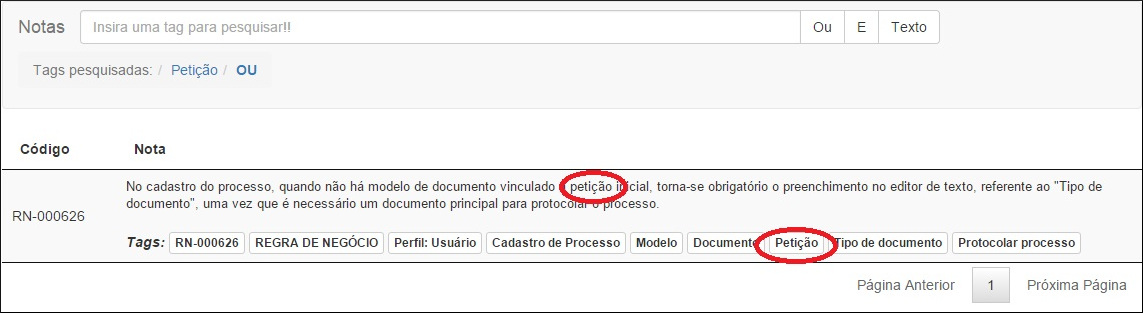 Notas Insira uma tag para pesquisar!! Ou E Texto
Tags pesquisadas: / Petição / OU
Código Nota
No cadastro do processo, quando não há modelo de documento vinculado petição inicial, torna-se obrigatório o preenchimento no editor de texto, referente ao "Tipo de
RN-000626
documento", uma vez que é necessário um documento principal para protocolar o processo.
Tags: RN-000626 REGRA DE NEGÓCIO Perfil: Usuário Cadastro de Processo Modelo Documento Petição Tipo de documento Protocolar processo
Página Anterior 1 Próxima Página